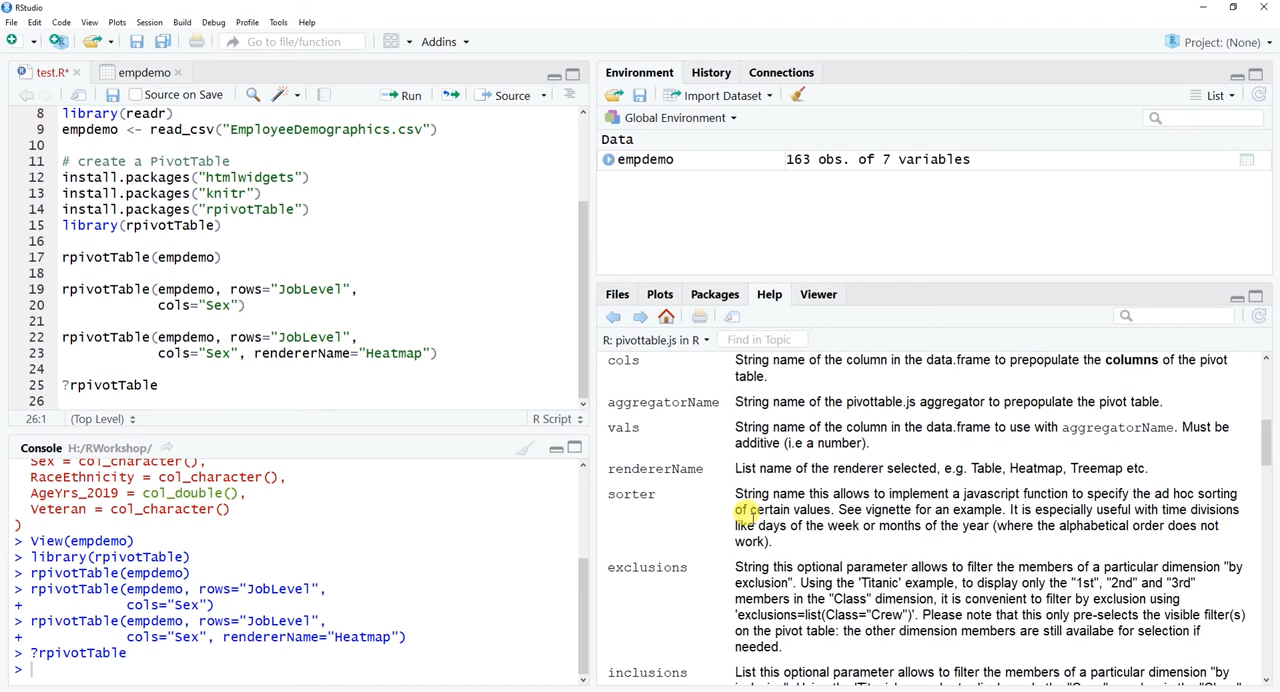 RStudio
File Edit Code View Plots Session Build Debug Profile Tools Help
Go to file/function Addins Project: (None)
test.R* empdemo
Source on Save Run Source
8 library(readr)
9 empdemo <- read_csv("EmployeeDemographics.csv")
10
11 # create a PivotTable
12 install.packages("htmlwidgets")
13 install.packages("knitr")
14 install.packages("rpivotTable")
15 library(rpivotTable)
16
17 rpivotTable(empdemo)
18
19 rpivotTable(empdemo, rows="JobLevel",
20 cols="Sex")
21
22 rpivotTable(empdemo, rows="JobLevel",
23 cols="Sex", rendererName="Heatmap")
24
25 ?rpivotTable
26
26:1 (Top Level) R Script
Console H:/RWorkshop/
Sex = col_character(),
RaceEthnicity = col_character(),
AgeYrs_2019 = col_double(),
Veteran = col_character()
)
> View(empdemo)
> library(rpivotTable)
> rpivotTable(empdemo)
> rpivotTable(empdemo, rows="JobLevel",
+ cols="Sex")
> rpivotTable(empdemo, rows="JobLevel",
+ cols="Sex", rendererName="Heatmap")
> ?rpivotTable
>
Environment History Connections
Import Dataset List
Global Environment
Data
empdemo 163 obs. of 7 variables
Files Plots Packages Help Viewer
R: pivottable.js in R Find in Topic
cols String name of the column in the data.frame to prepopulate the columns of the pivot
table.
aggregatorName String name of the pivottable.js aggregator to prepopulate the pivot table.
vals String name of the column in the data.frame to use with aggregatorName. Must be
additive (i.e a number).
rendererName List name of the renderer selected, e.g. Table, Heatmap, Treemap etc.
sorter String name this allows to implement a javascript function to specify the ad hoc sorting
of certain values. See vignette for an example. It is especially useful with time divisions
like days of the week or months of the year (where the alphabetical order does not
work).
exclusions String this optional parameter allows to filter the members of a particular dimension "by
exclusion". Using the 'Titanic' example, to display only the "1st", "2nd" and "3rd"
members in the "Class" dimension, it is convenient to filter by exclusion using
'exclusions=list(Class="Crew")'. Please note that this only pre-selects the visible filter(s)
on the pivot table: the other dimension members are still availabe for selection if
needed.
inclusions List this optional parameter allows to filter the members of a particular dimension "by